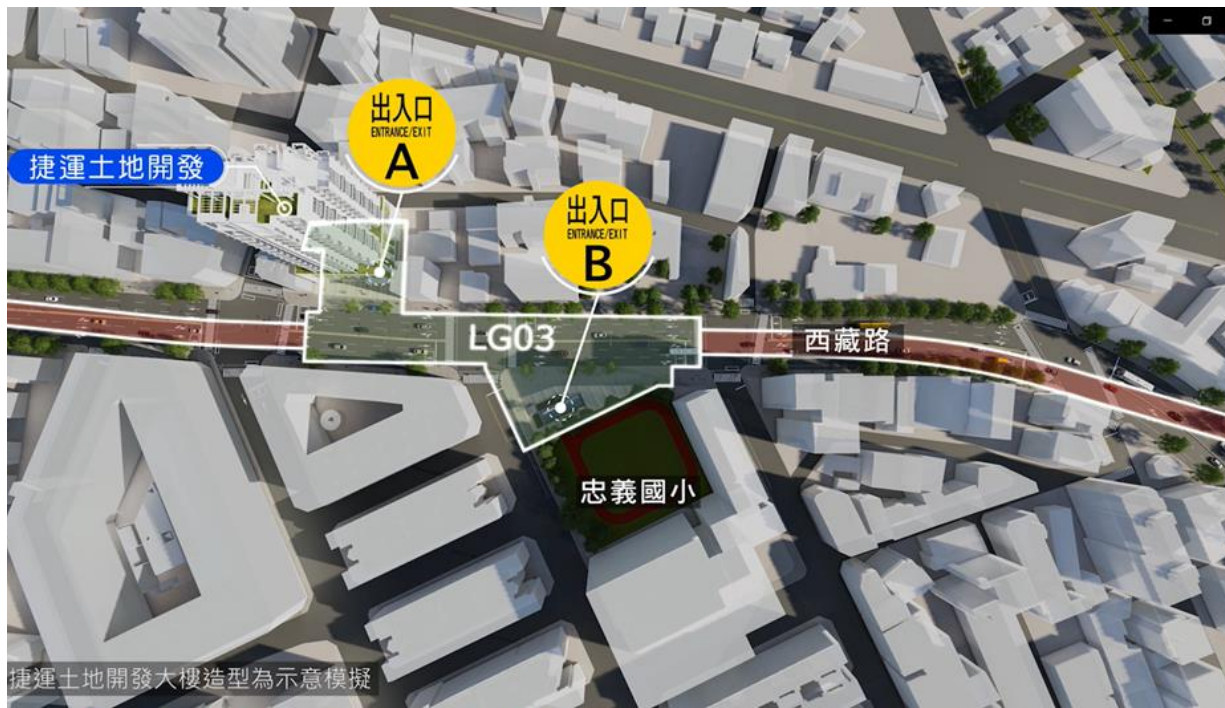 出入口
ENTRANCE/EXIT
A
捷運土地開發
出入口
ENTRANCE/EXIT
B
LG03
西藏路
忠義國小
捷運土地開發大樓造型為示意模擬